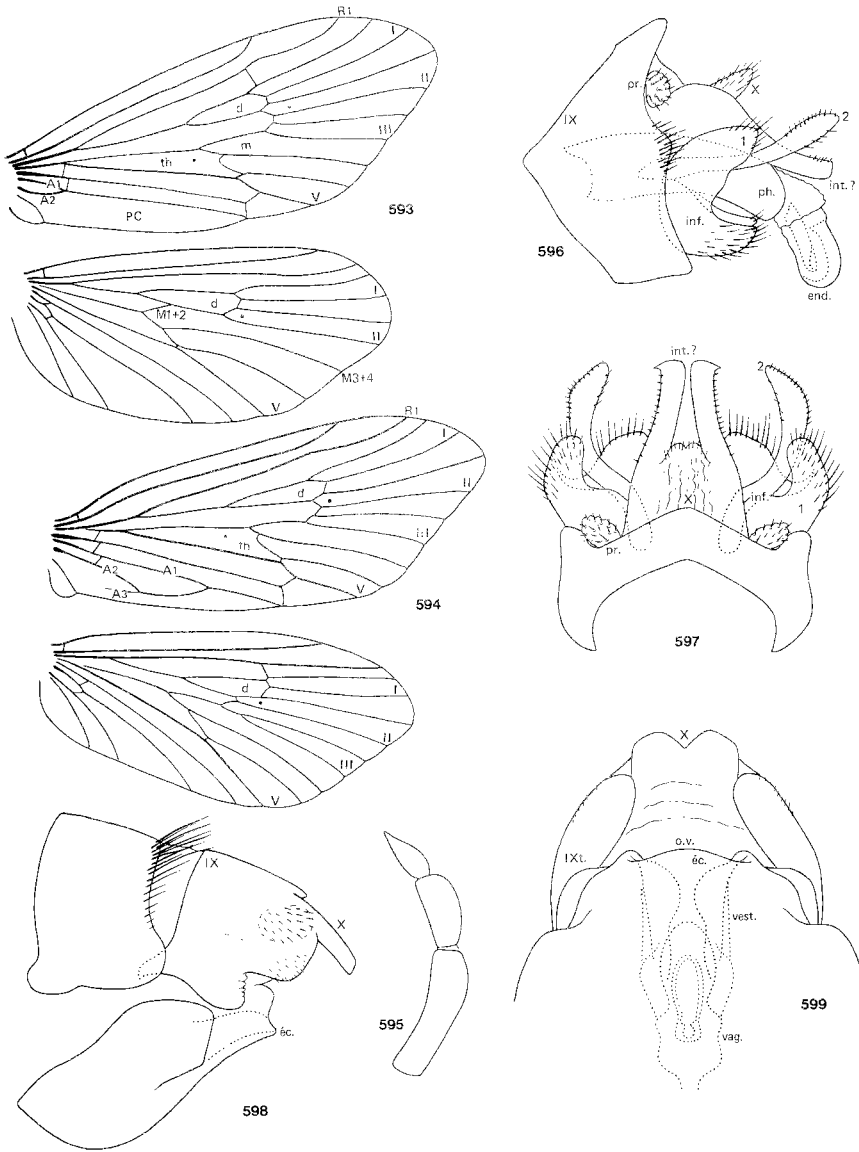 R1
I
II
d
III
th
m
A1
A2
PC
V
593
d
I
M1+2
II
V
M3+4
R1
I
d
II
III
th
A2
A1
A3
V
594
d
I
II
III
V
pr.
X
IX
1
2
int.?
ph.
inf.
596
end.
int.?
2
X
inf.
1
pr.
597
IX
X
éc.
598
595
X
o.v.
IXt.
éc.
vest.
599
vag.